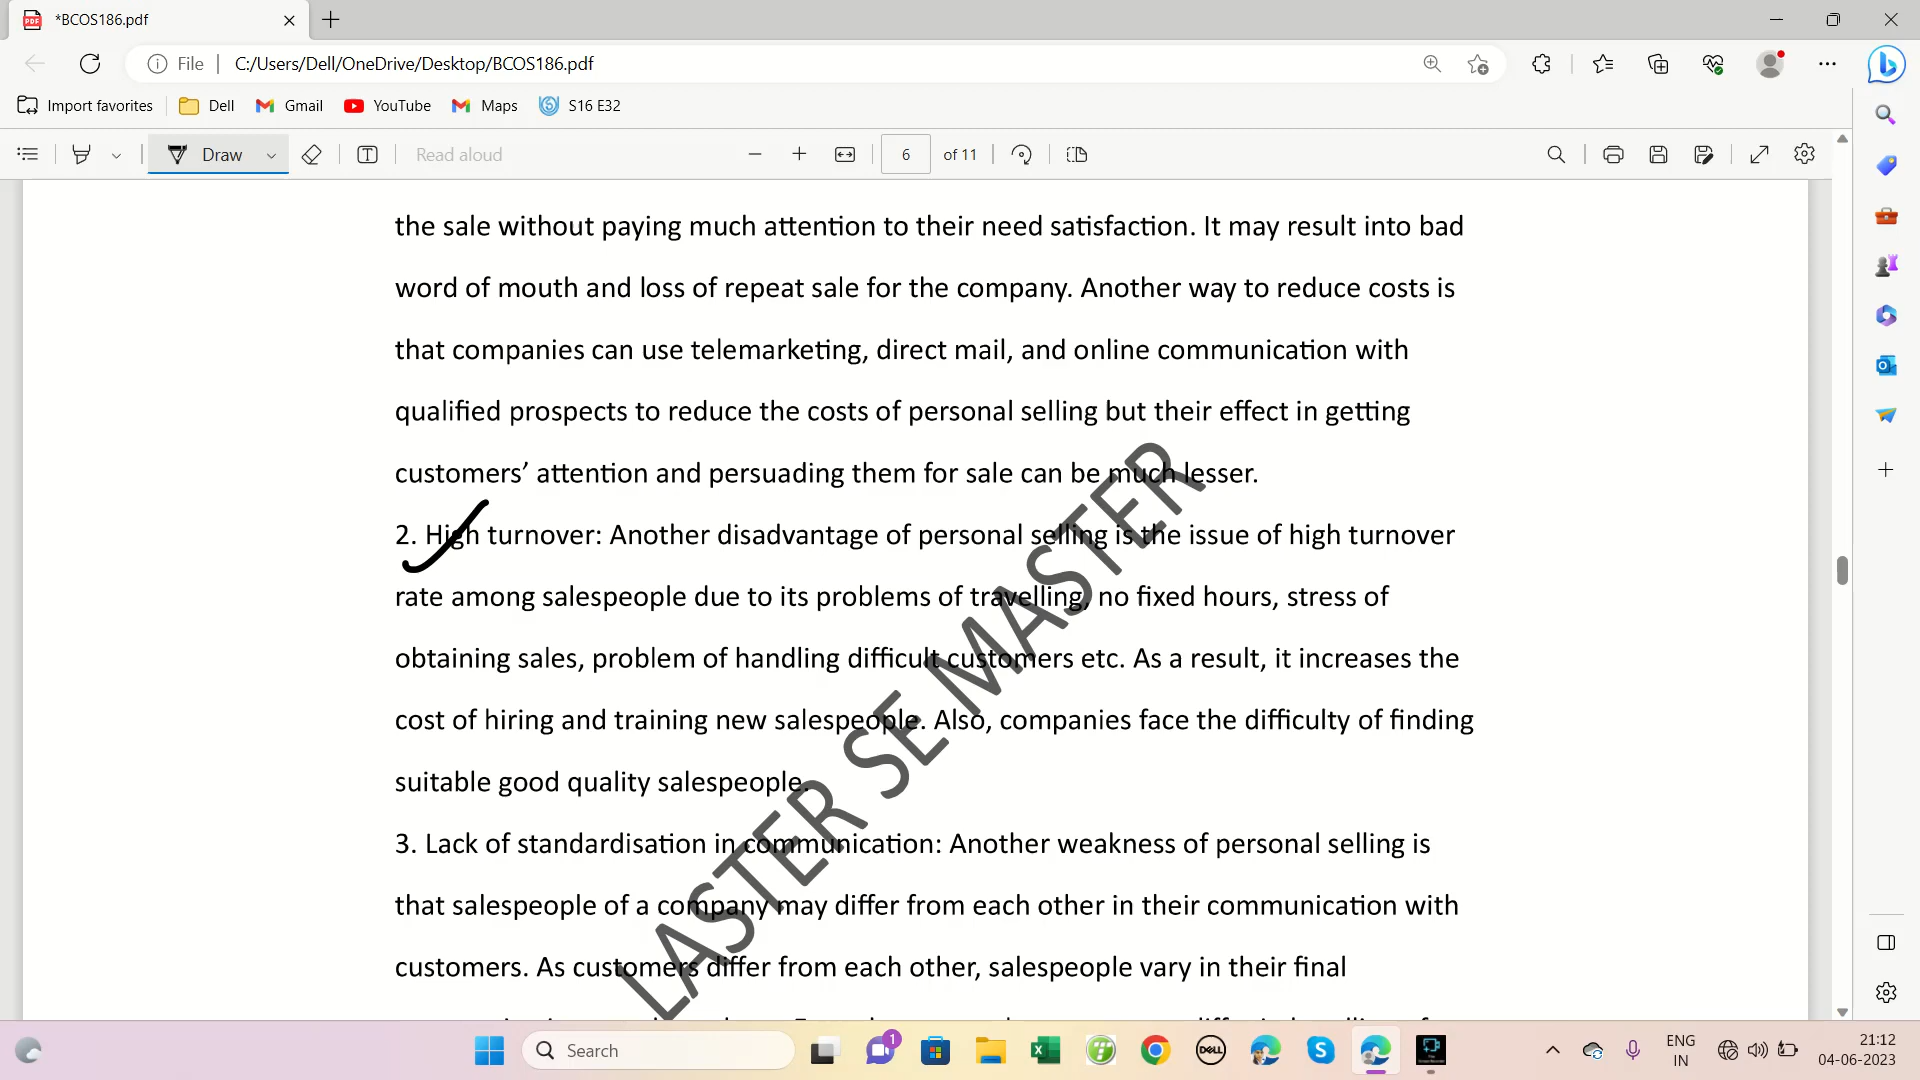 *BCOS186.pdf
File
C:/Users/Dell/OneDrive/Desktop/BCOS186.pdf
Import favorites
Dell
Gmail
YouTube
Maps
S16 E32
Draw
Read aloud
6
of 11
the sale without paying much attention to their need satisfaction. It may result into bad
word of mouth and loss of repeat sale for the company. Another way to reduce costs is
that companies can use telemarketing, direct mail, and online communication with
qualified prospects to reduce the costs of personal selling but their effect in getting
customers’ attention and persuading them for sale can be much lesser.
2. High turnover: Another disadvantage of personal selling is the issue of high turnover
rate among salespeople due to its problems of travelling, no fixed hours, stress of
obtaining sales, problem of handling difficult customers etc. As a result, it increases the
cost of hiring and training new salespeople. Also, companies face the difficulty of finding
suitable good quality salespeople.
3. Lack of standardisation in communication: Another weakness of personal selling is
that salespeople of a company may differ from each other in their communication with
customers. As customers differ from each other, salespeople vary in their final
LASTER SE MASTER
Search
1
DELL
ENG
IN
21:12
04-06-2023